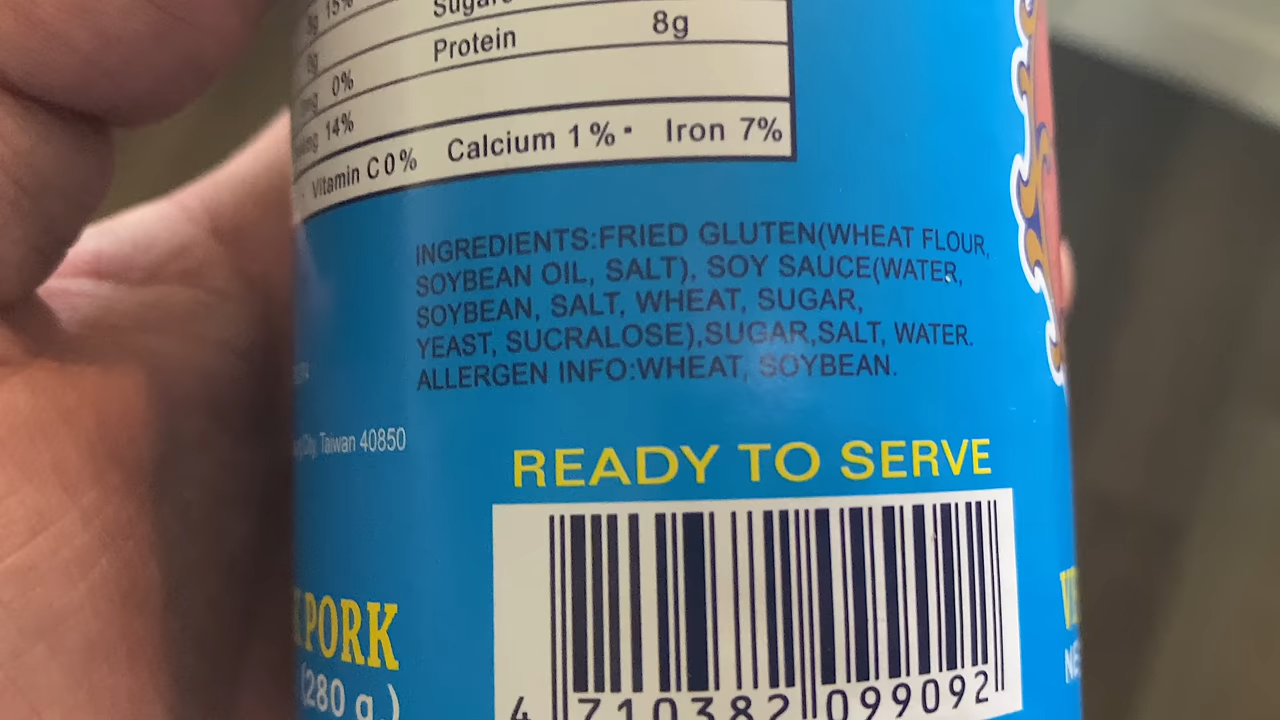 15%
Sugars
Protein 8g
0%
14%
Vitamin C 0% Calcium 1%· Iron 7%
INGREDIENTS:FRIED GLUTEN(WHEAT FLOUR,
SOYBEAN OIL, SALT), SOY SAUCE(WATER,
SOYBEAN, SALT, WHEAT, SUGAR,
YEAST, SUCRALOSE),SUGAR,SALT, WATER.
ALLERGEN INFO:WHEAT, SOYBEAN.
Taiwan 40850
READY TO SERVE
PORK
(280 g.)
4 710382 099092